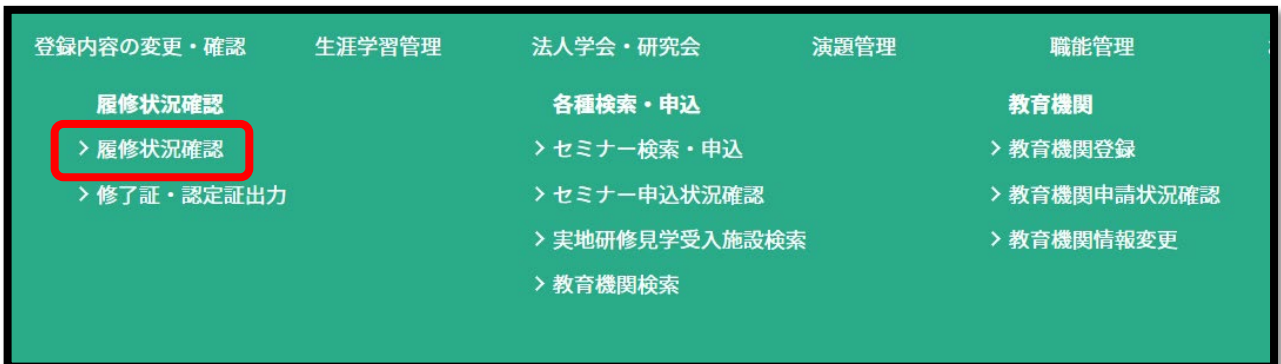 登録内容の変更・確認 生涯学習管理 法人学会・研究会 演題管理 職能管理
履修状況確認
> 履修状況確認
> 修了証・認定証出力
各種検索・申込
> セミナー検索・申込
> セミナー申込状況確認
> 実地研修見学受入施設検索
> 教育機関検索
教育機関
> 教育機関登録
> 教育機関申請状況確認
> 教育機関情報変更